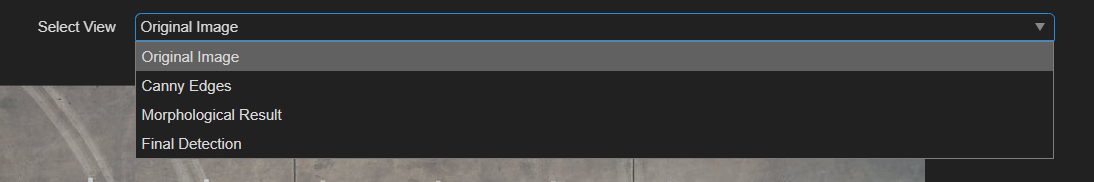 Select View Original Image
Original Image
Canny Edges
Morphological Result
Final Detection